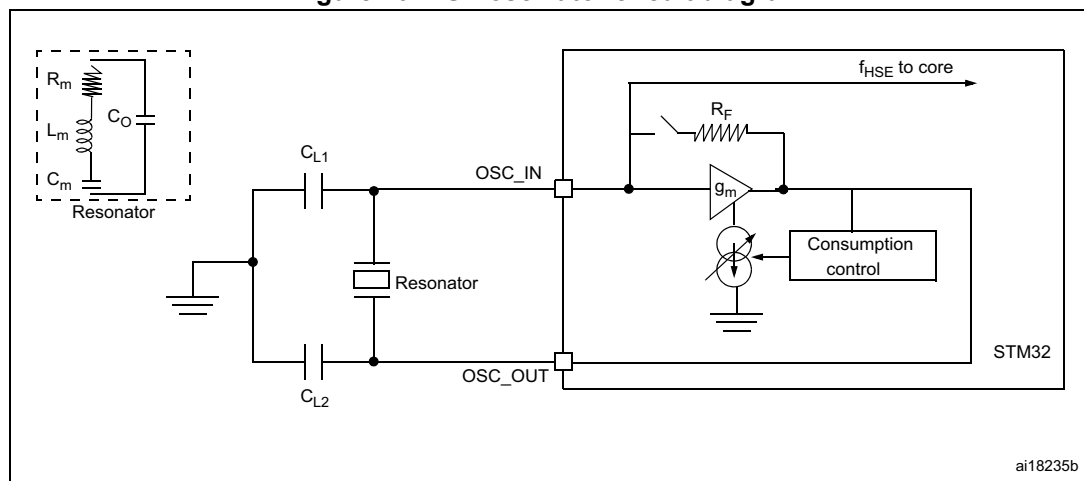 fHSE to core
Rm
RF
CO
Lm
CL1
Cm
OSC_IN
gm
Resonator
Consumption
control
Resonator
STM32
OSC_OUT
CL2
ai18235b